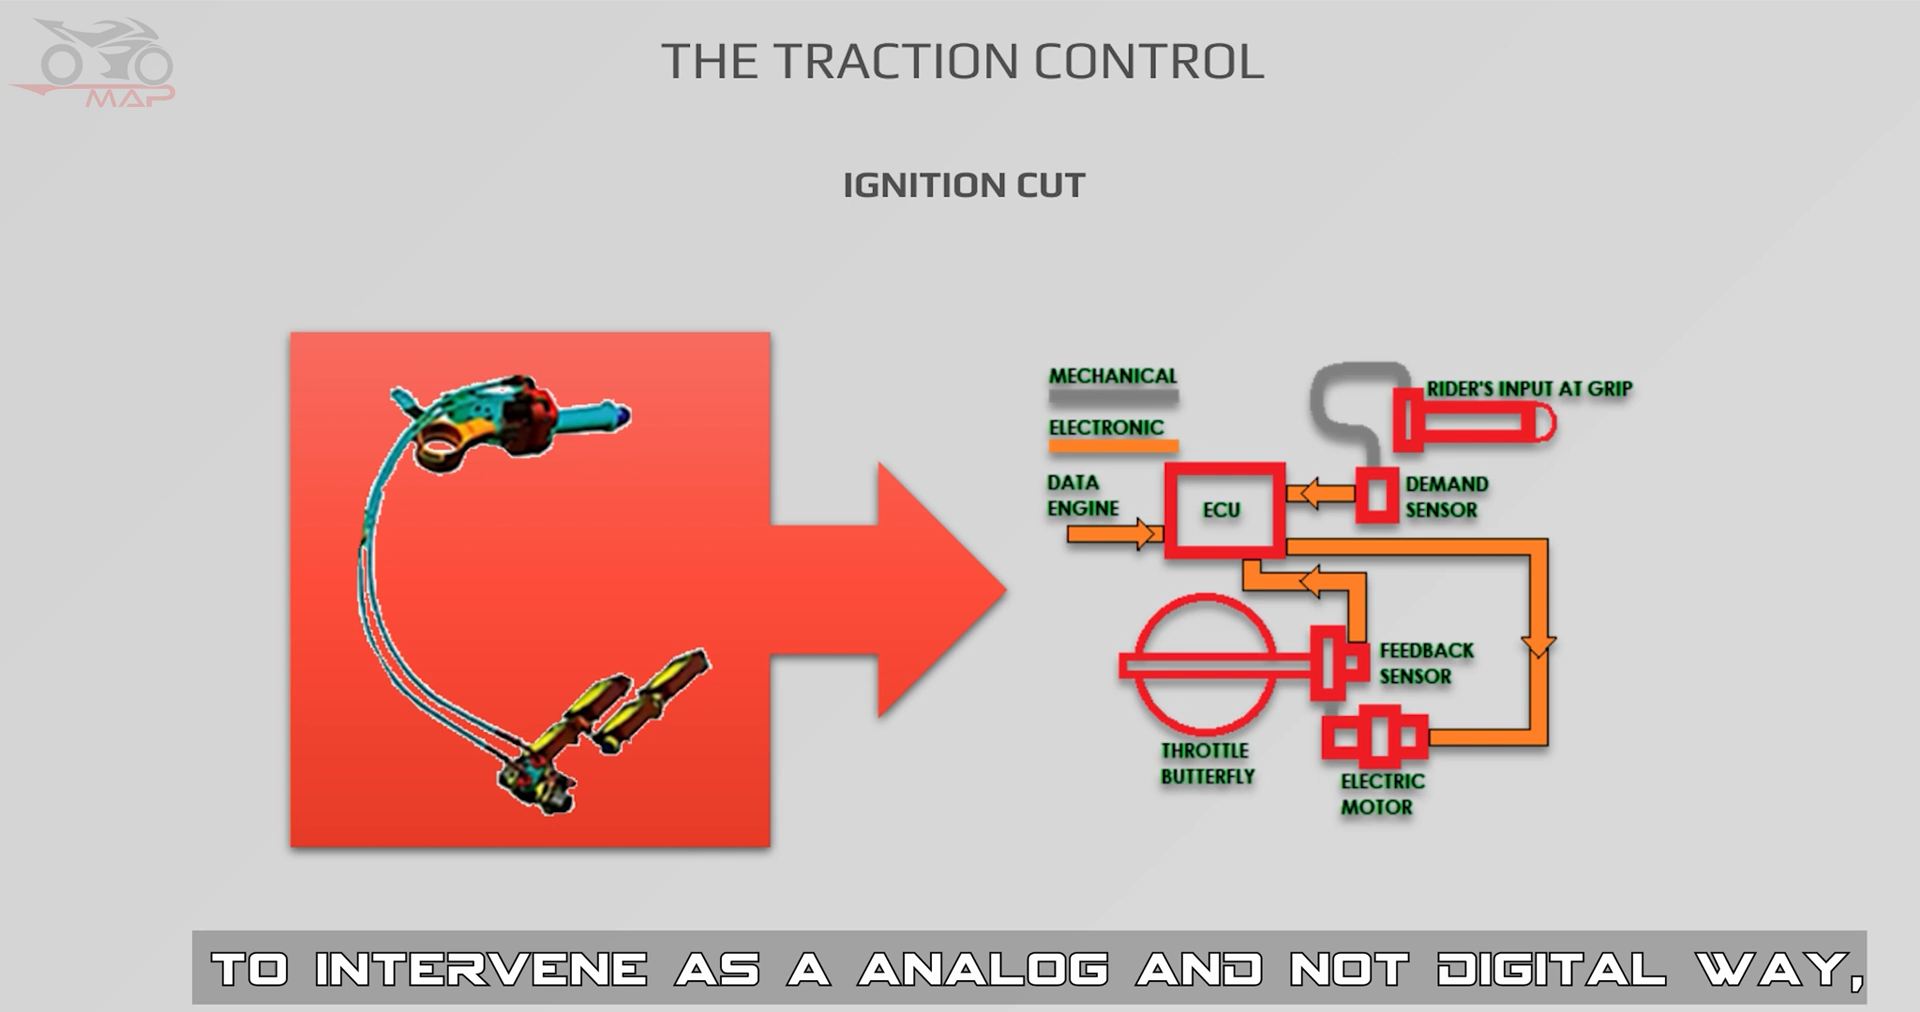 MAP
THE TRACTION CONTROL
IGNITION CUT
MECHANICAL
ELECTRONIC
DATA
ENGINE
ECU
RIDER'S INPUT AT GRIP
DEMAND
SENSOR
FEEDBACK
SENSOR
THROTTLE
BUTTERFLY
ELECTRIC
MOTOR
TO INTERVENE AS A ANALOG AND NOT DIGITAL WAY,